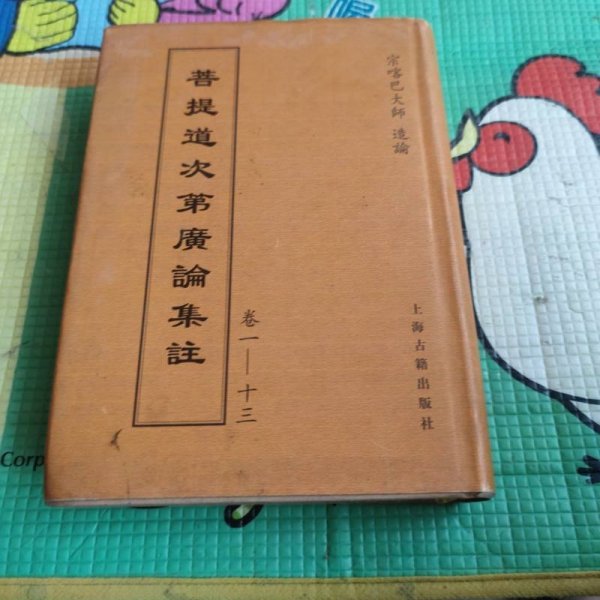 宗喀巴大師 造論
菩提道次第廣論集註
卷一——十三
上海古籍出版社
Corp